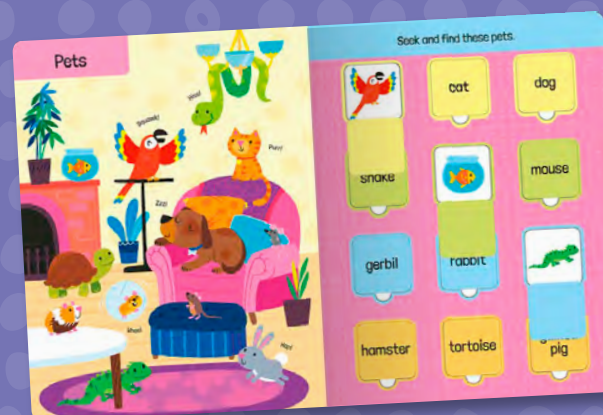 Pets
Hiss!
Squawk!
Purr!
Zzz!
Hop!
Seek and find these pets.
cat
dog
snake
mouse
gerbil
rabbit
hamster
tortoise
pig